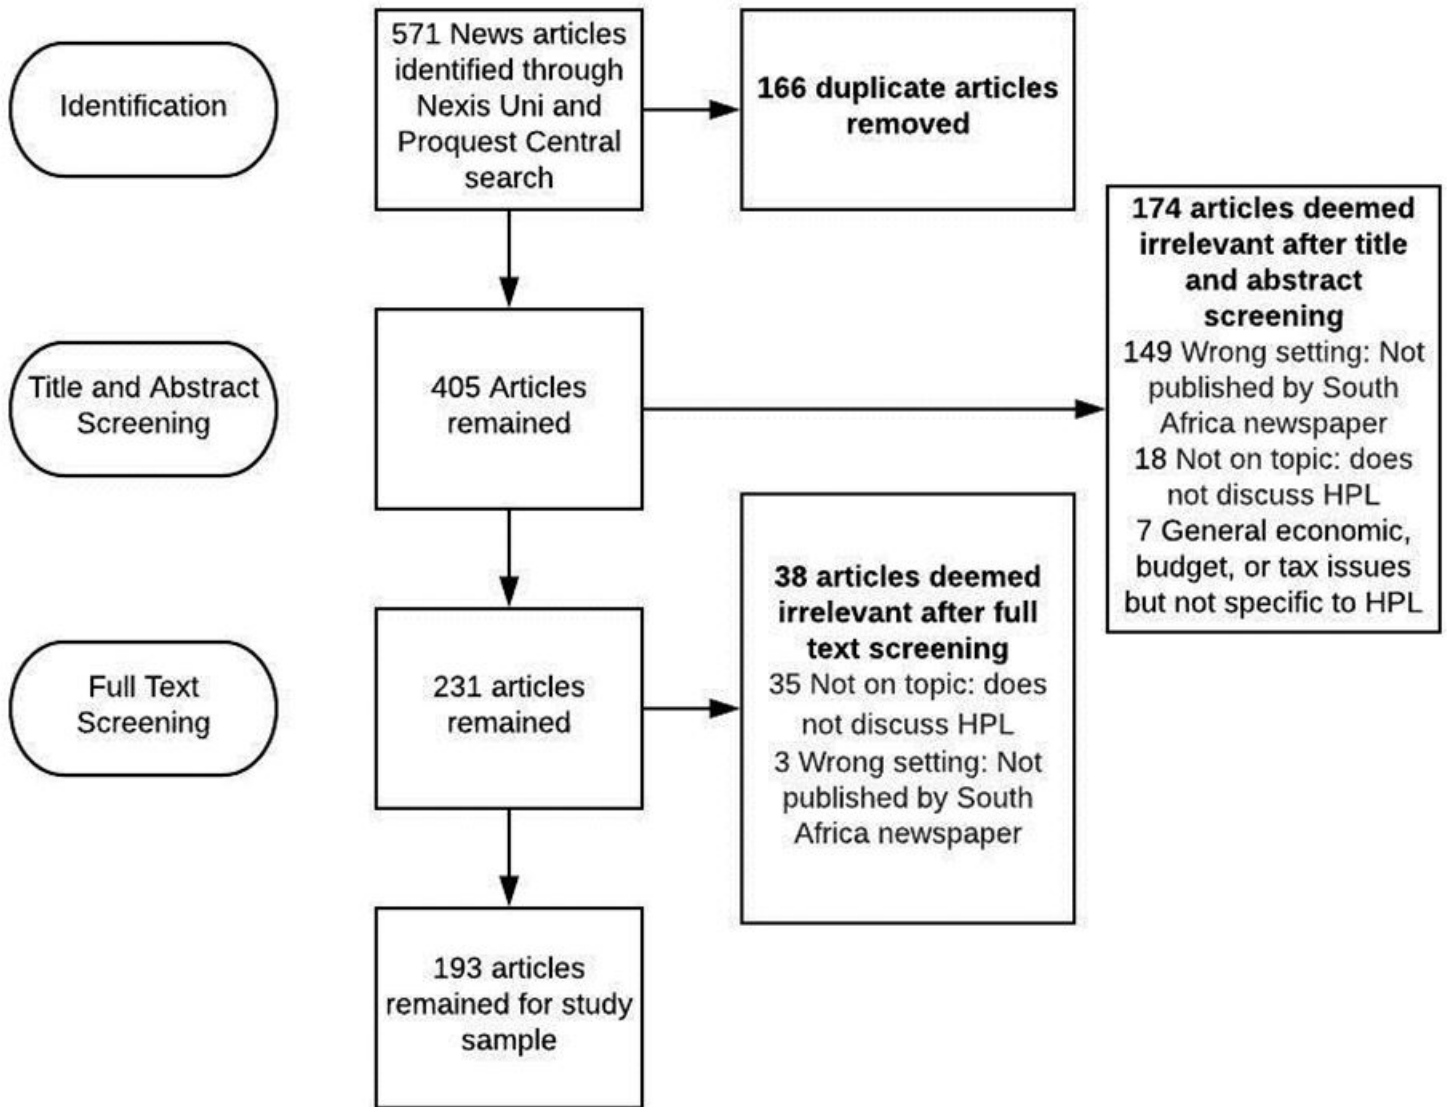 Identification
571 News articles
identified through
Nexis Uni and
Proquest Central
search
166 duplicate articles
removed
Title and Abstract
Screening
405 Articles
remained
174 articles deemed
irrelevant after title
and abstract
screening
149 Wrong setting: Not
published by South
Africa newspaper
18 Not on topic: does
not discuss HPL
7 General economic,
budget, or tax issues
but not specific to HPL
Full Text
Screening
231 articles
remained
38 articles deemed
irrelevant after full
text screening
35 Not on topic: does
not discuss HPL
3 Wrong setting: Not
published by South
Africa newspaper
193 articles
remained for study
sample